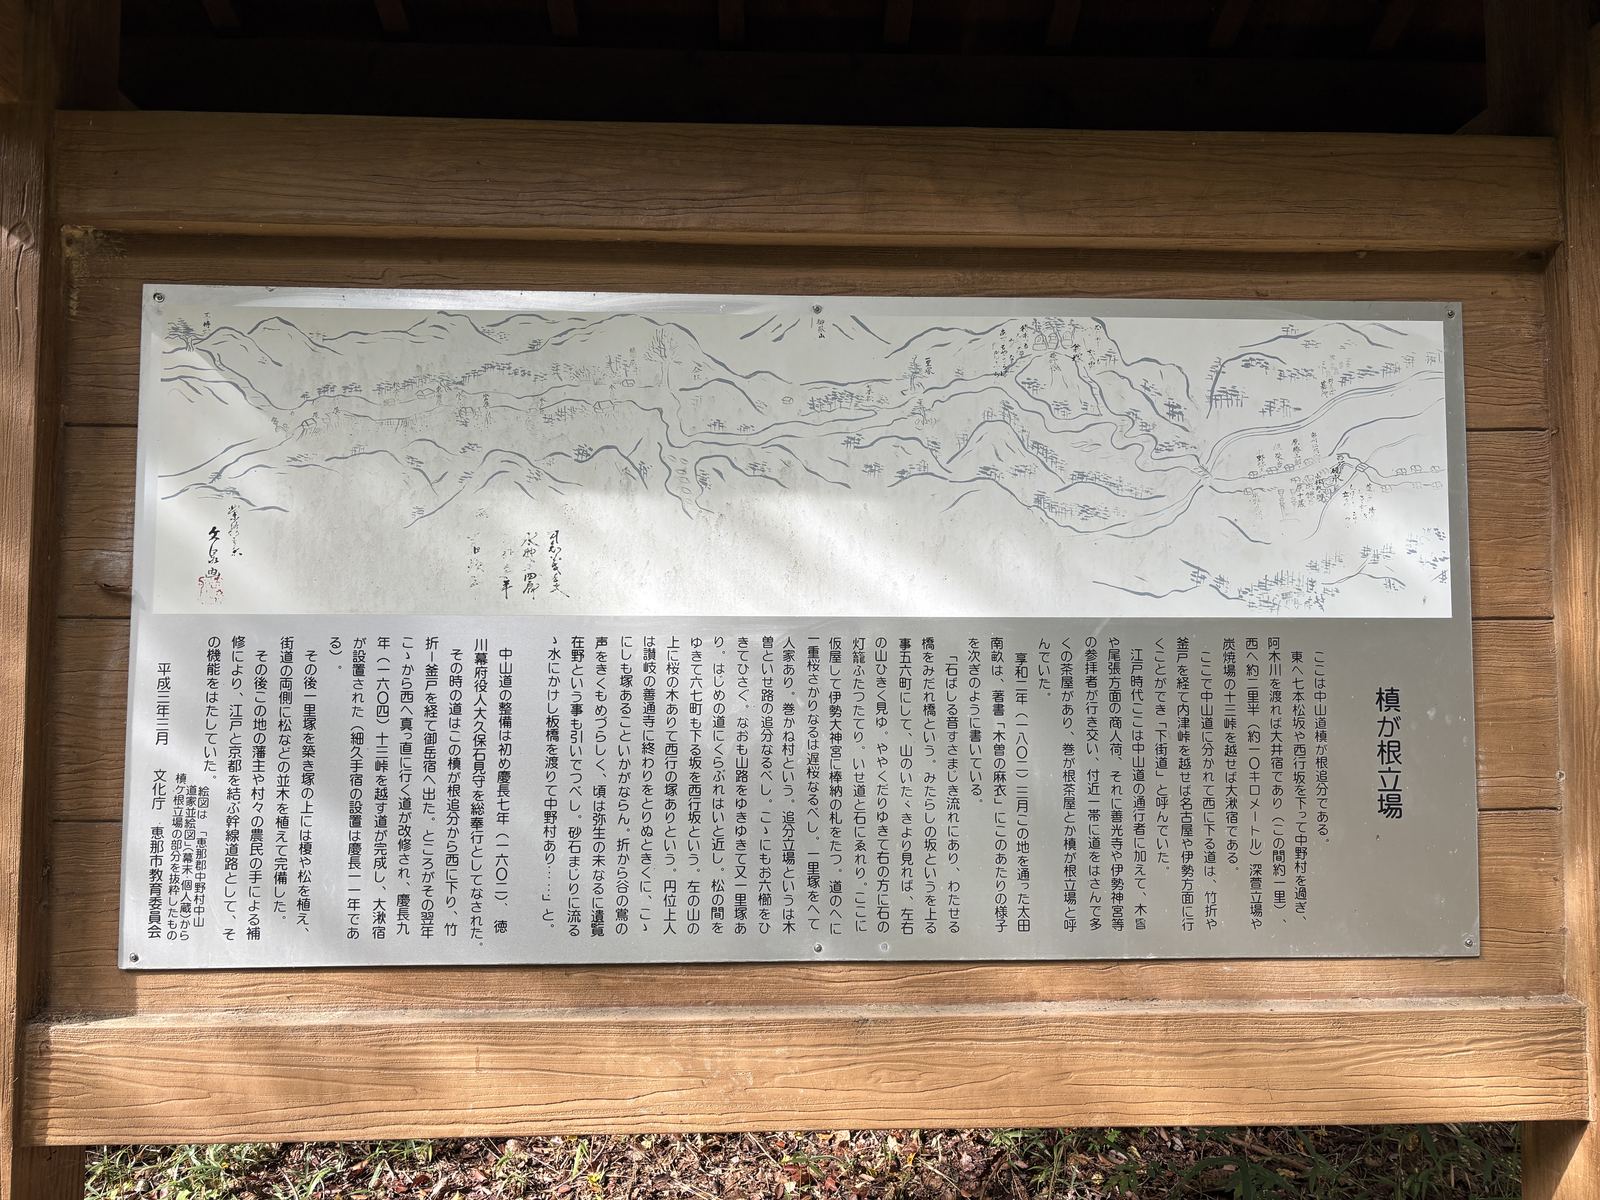 槙が根立場
ここは中山道槙が根追分である。
東へ七本松坂や西行坂を下って中野村を過ぎ、
阿木川を渡れば大井宿であり（この間約一里）、
西へ約二里半（約一〇キロメートル）深萱立場や
炭焼場の十三峠を越せば大湫宿である。
ここで中山道に分かれて西に下る道は、竹折や
釜戸を経て内津峠を越せば名古屋や伊勢方面に行
くことができ「下街道」と呼んでいた。
江戸時代ここは中山道の通行者に加えて、木曽
や尾張方面の商人荷、それに善光寺や伊勢神宮等
の参拝者が行き交い、付近一帯に道をはさんで多
くの茶屋があり、巻が根茶屋とか槙が根立場と呼
んでいた。
享和二年（一八〇二）三月この地を通った太田
南畝は、著書「木曽の麻衣」にこのあたりの様子
を次ぎのように書いている。
「石ばしる音すさまじき流れにあり、わたせる
橋をみだれ橋という。みたらしの坂というを上る
事五六町にして、山のいたゞきより見れば、左右
の山ひきく見ゆ。ややくだりゆきて右の方に石の
灯籠ふたつたてり。いせ道と石にゑれり。ここに
仮屋して伊勢大神宮に棒納の札をたつ。道のへに
一重桜さかりなるは遅桜なるべし。一里塚をへて
人家あり。巻かね村という。追分立場というは木
曽といせ路の追分なるべし。こゝにもお六櫛をひ
きてひさぐ。なおも山路をゆきゆきて又一里塚あ
り。はじめの道にくらぶれはいと近し。松の間を
ゆきて六七町も下る坂を西行坂という。左の山の
上に桜の木ありて西行の塚ありという。円位上人
は讃岐の善通寺に終わりをとりぬときくに、こゝ
にしも塚あることいかがならん。折から谷の鴬の
声をきくもめづらしく、頃は弥生の末なるに遺覧
在野という事も引いでつべし。砂石まじりに流る
ゝ水にかけし板橋を渡りて中野村あり……」と。
中山道の整備は初め慶長七年（一六〇二）、徳
川幕府役人大久保石見守を総奉行としてなされた。
その時の道はこの槙が根追分から西に下り、竹
折―釜戸を経て御岳宿へ出た。ところがその翌年
こゝから西へ真っ直に行く道が改修され、慶長九
年（一六〇四）十三峠を越す道が完成し、大湫宿
が設置された（細久手宿の設置は慶長一一年であ
る）。
その後一里塚を築き塚の上には榎や松を植え、
街道の両側に松などの並木を植えて完備した。
その後この地の藩主や村々の農民の手による補
修により、江戸と京都を結ぶ幹線道路として、そ
の機能をはたしていた。
絵図は「恵那郡中野村中山
道家並絵図」（幕末・個人蔵）から
槙ケ根立場の部分を抜粋したもの
平成三年三月　文化庁　恵那市教育委員会